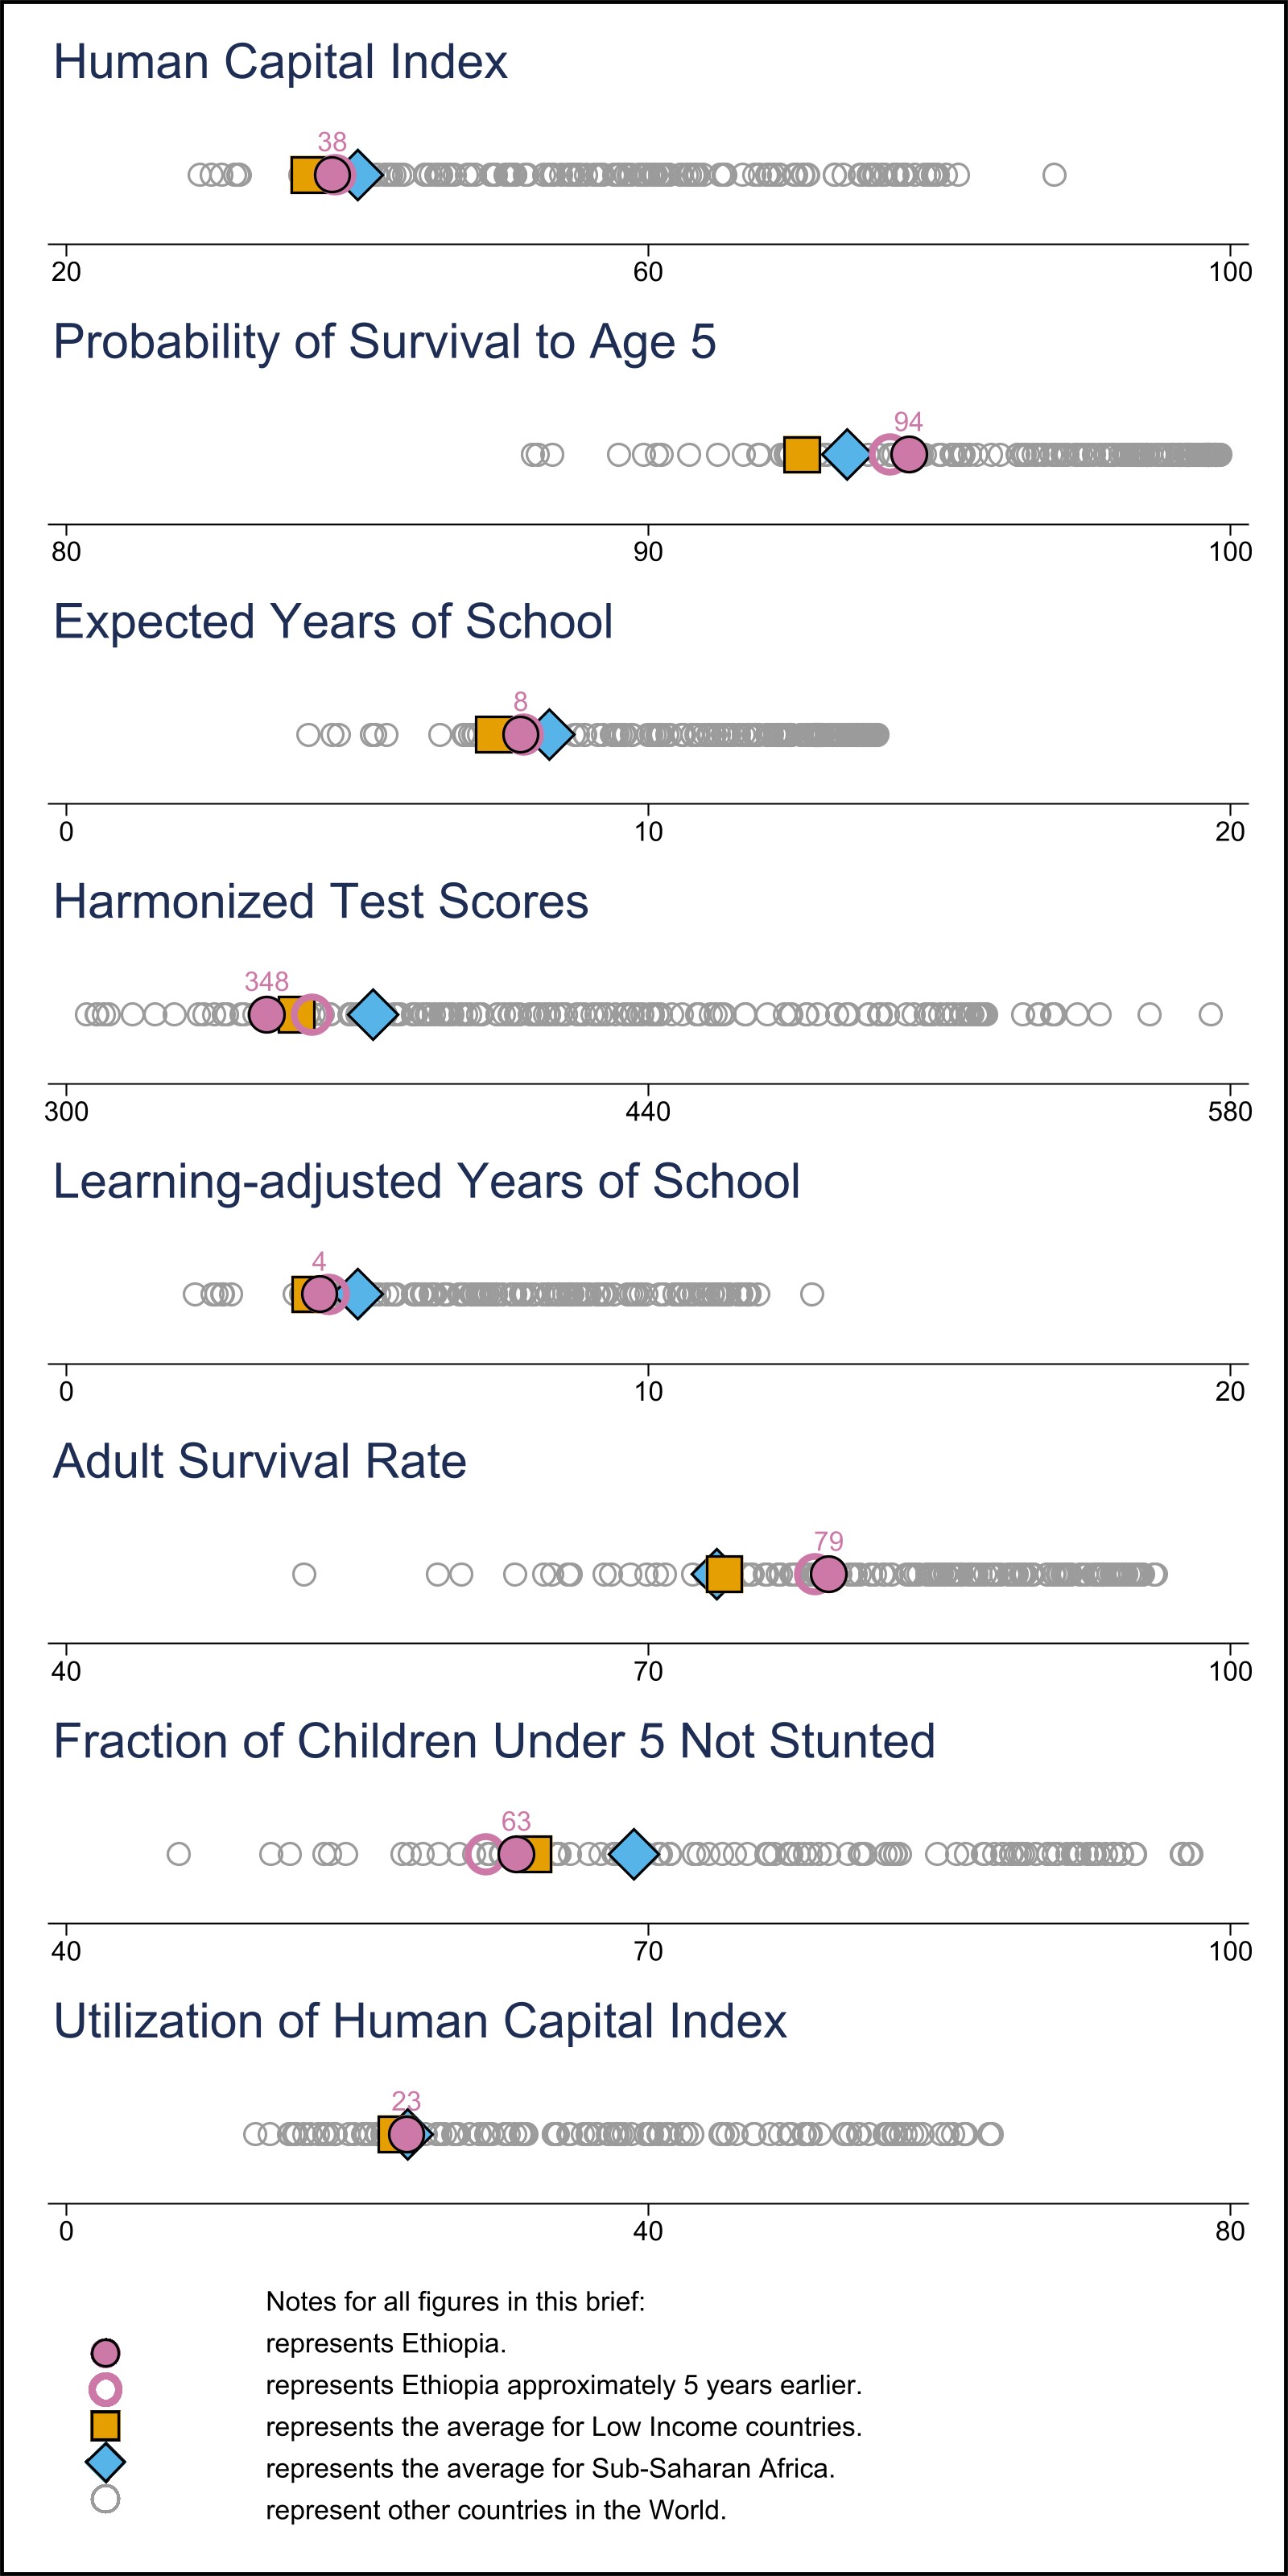 Human Capital Index
38
20 60 100
Probability of Survival to Age 5
94
80 90 100
Expected Years of School
8
0 10 20
Harmonized Test Scores
348
300 440 580
Learning-adjusted Years of School
4
0 10 20
Adult Survival Rate
79
40 70 100
Fraction of Children Under 5 Not Stunted
63
40 70 100
Utilization of Human Capital Index
23
0 40 80
Notes for all figures in this brief:
represents Ethiopia.
represents Ethiopia approximately 5 years earlier.
represents the average for Low Income countries.
represents the average for Sub-Saharan Africa.
represent other countries in the World.